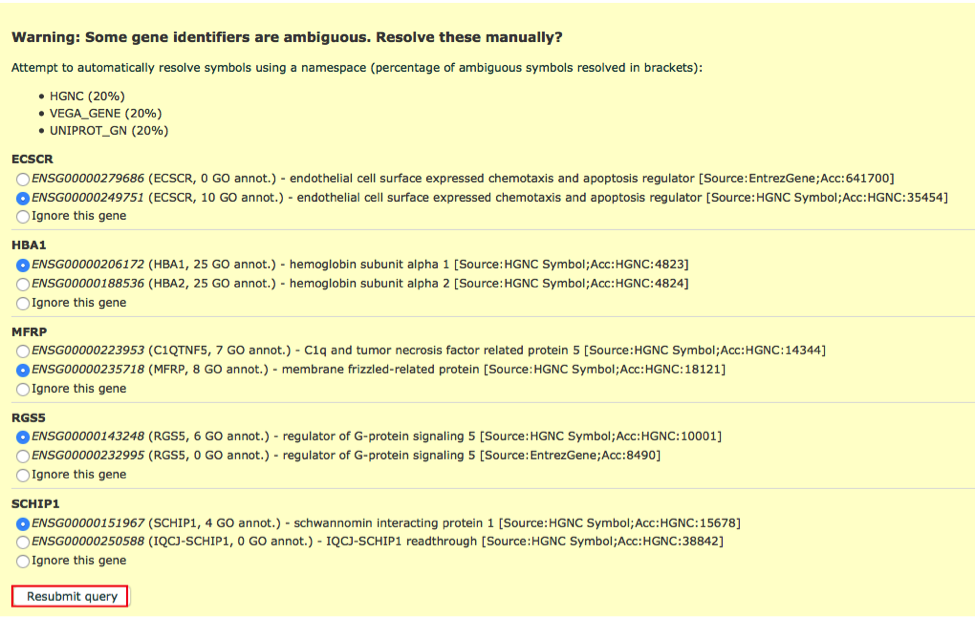 Warning: Some gene identifiers are ambiguous. Resolve these manually?
Attempt to automatically resolve symbols using a namespace (percentage of ambiguous symbols resolved in brackets):
• HGNC (20%)
• VEGA_GENE (20%)
• UNIPROT_GN (20%)
ECSCR
ENSG00000279686 (ECSCR, 0 GO annot.) - endothelial cell surface expressed chemotaxis and apoptosis regulator [Source:EntrezGene;Acc:641700]
ENSG00000249751 (ECSCR, 10 GO annot.) - endothelial cell surface expressed chemotaxis and apoptosis regulator [Source:HGNC Symbol;Acc:HGNC:35454]
Ignore this gene
HBA1
ENSG00000206172 (HBA1, 25 GO annot.) - hemoglobin subunit alpha 1 [Source:HGNC Symbol;Acc:HGNC:4823]
ENSG00000188536 (HBA2, 25 GO annot.) - hemoglobin subunit alpha 2 [Source:HGNC Symbol;Acc:HGNC:4824]
Ignore this gene
MFRP
ENSG00000223953 (C1QTNF5, 7 GO annot.) - C1q and tumor necrosis factor related protein 5 [Source:HGNC Symbol;Acc:HGNC:14344]
ENSG00000235718 (MFRP, 8 GO annot.) - membrane frizzled-related protein [Source:HGNC Symbol;Acc:HGNC:18121]
Ignore this gene
RGS5
ENSG00000143248 (RGS5, 6 GO annot.) - regulator of G-protein signaling 5 [Source:HGNC Symbol;Acc:HGNC:10001]
ENSG00000232995 (RGS5, 0 GO annot.) - regulator of G-protein signaling 5 [Source:EntrezGene;Acc:8490]
Ignore this gene
SCHIP1
ENSG00000151967 (SCHIP1, 4 GO annot.) - schwannomin interacting protein 1 [Source:HGNC Symbol;Acc:HGNC:15678]
ENSG00000250588 (IQCJ-SCHIP1, 0 GO annot.) - IQCJ-SCHIP1 readthrough [Source:HGNC Symbol;Acc:HGNC:38842]
Ignore this gene
Resubmit query